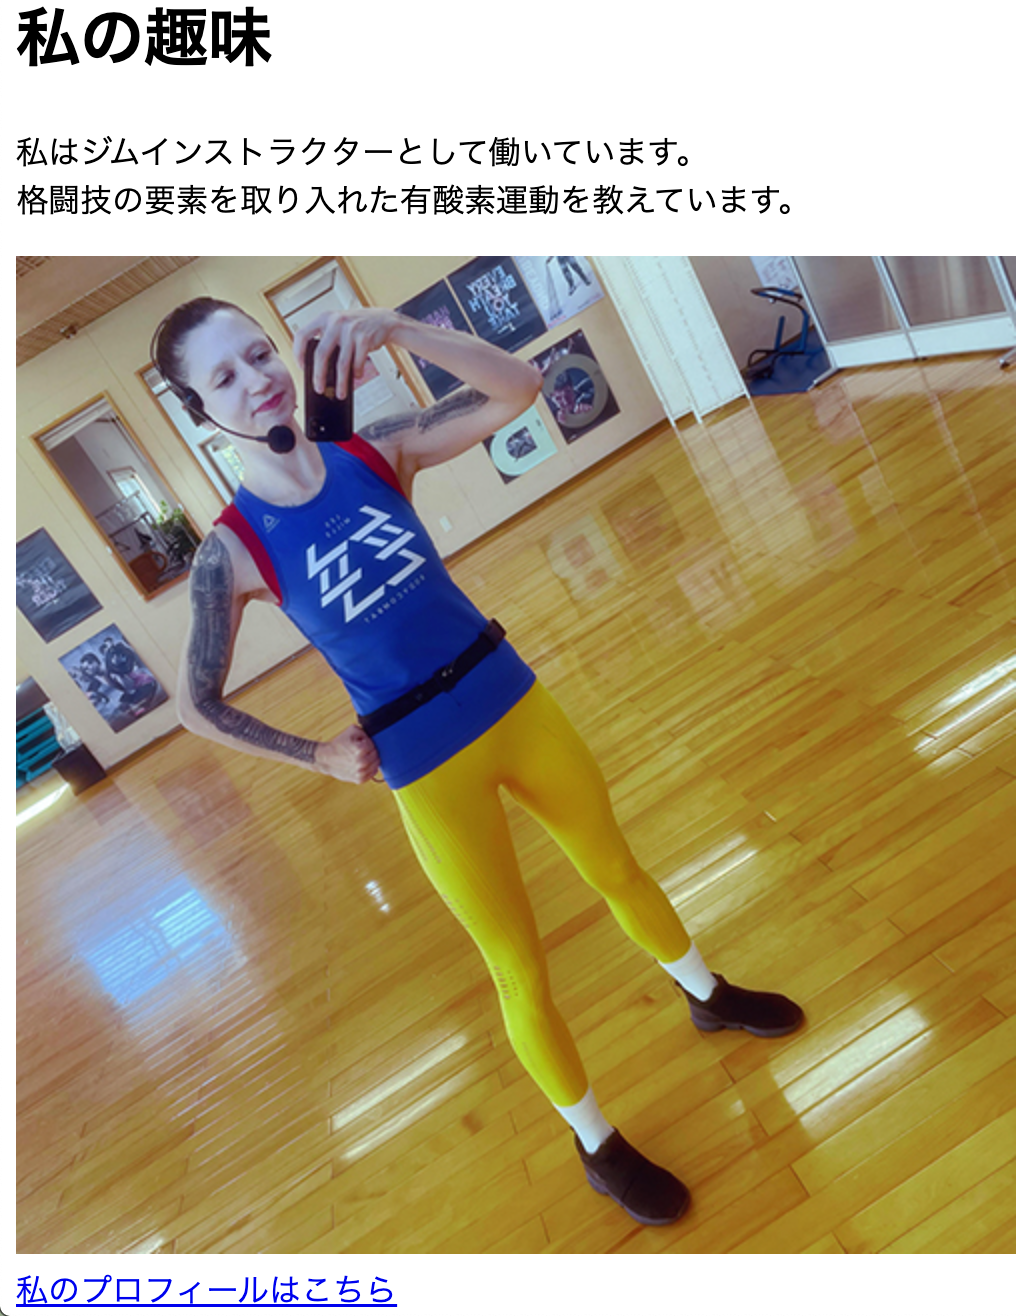 私の趣味
私はジムインストラクターとして働いています。
格闘技の要素を取り入れた有酸素運動を教えています。
LES
MILLS
BODYCOMBAT
私のプロフィールはこちら